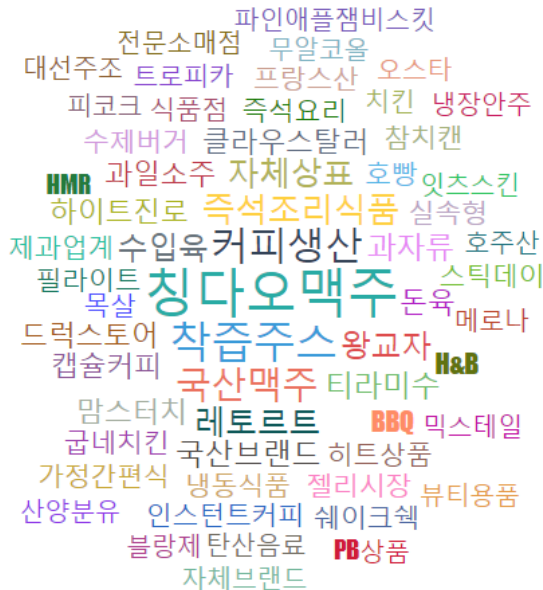 파인애플잼비스킷
전문소매점 무알코올
대선주조 트로피카 프랑스산 오스타
피코크 식품점 즉석요리 치킨 냉장안주
수제버거 클라우스탈러 참치캔
HMR 과일소주 자체상표 호빵 잇츠스킨
하이트진로 즉석조리식품 실속형
제과업계 수입육 커피생산 과자류 호주산
필라이트 칭다오맥주 스틱데이
목살 돈육
드럭스토어 착즙주스 왕교자 메로나
캡슐커피 국산맥주 티라미수 H&B
맘스터치 레토르트 BBQ 믹스테일
굽네치킨 국산브랜드 히트상품
가정간편식 냉동식품 젤리시장 뷰티용품
산양분유 인스턴트커피 쉐이크쉑
블랑제 탄산음료 PB상품
자체브랜드